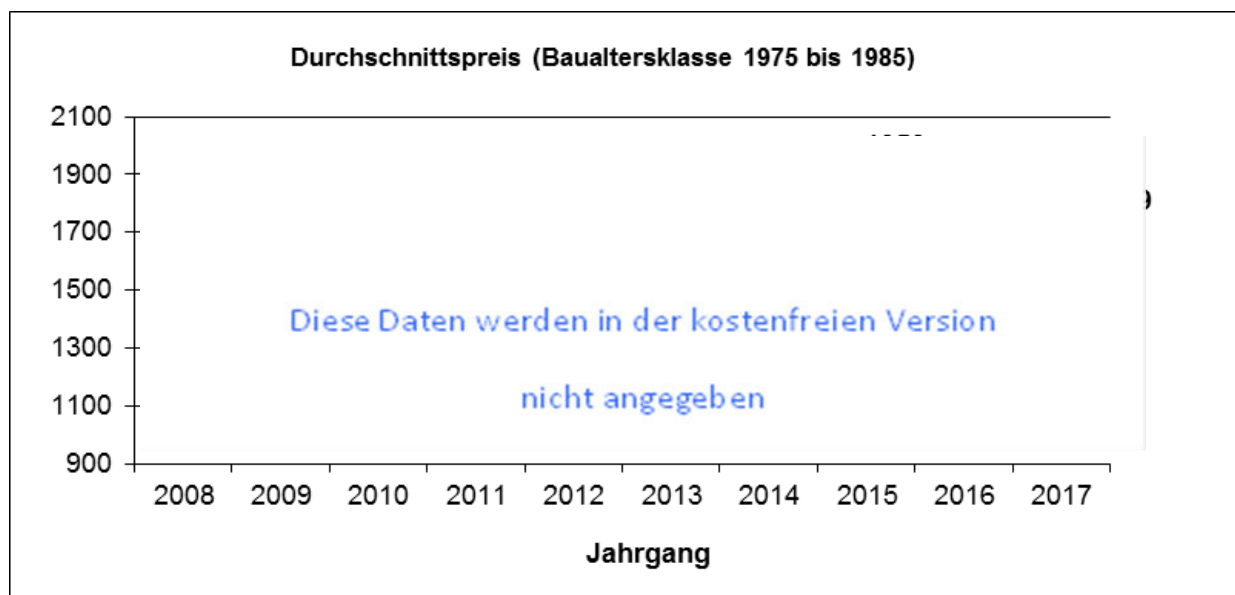 Durchschnittspreis (Baualtersklasse 1975 bis 1985)
2100
1900
1700
1500
1300
1100
900
Diese Daten werden in der kostenfreien Version
nicht angegeben
2008 2009 2010 2011 2012 2013 2014 2015 2016 2017
Jahrgang